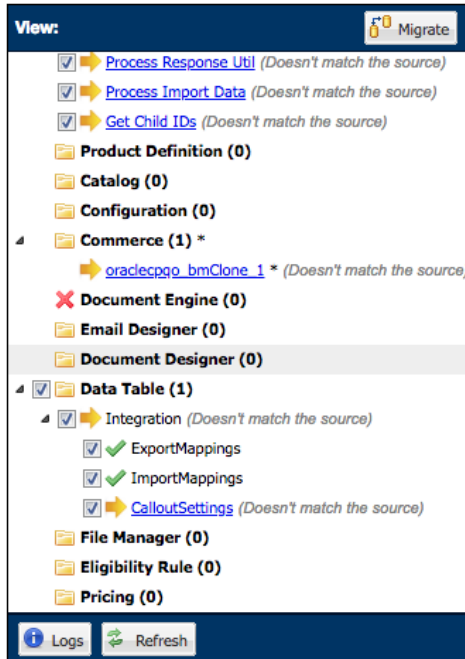 View:
Migrate
Process Response Util (Doesn't match the source)
Process Import Data (Doesn't match the source)
Get Child IDs (Doesn't match the source)
Product Definition (0)
Catalog (0)
Configuration (0)
Commerce (1) *
oraclecpqo_bmClone_1 * (Doesn't match the source)
Document Engine (0)
Email Designer (0)
Document Designer (0)
Data Table (1)
Integration (Doesn't match the source)
ExportMappings
ImportMappings
CalloutSettings (Doesn't match the source)
File Manager (0)
Eligibility Rule (0)
Pricing (0)
Logs Refresh